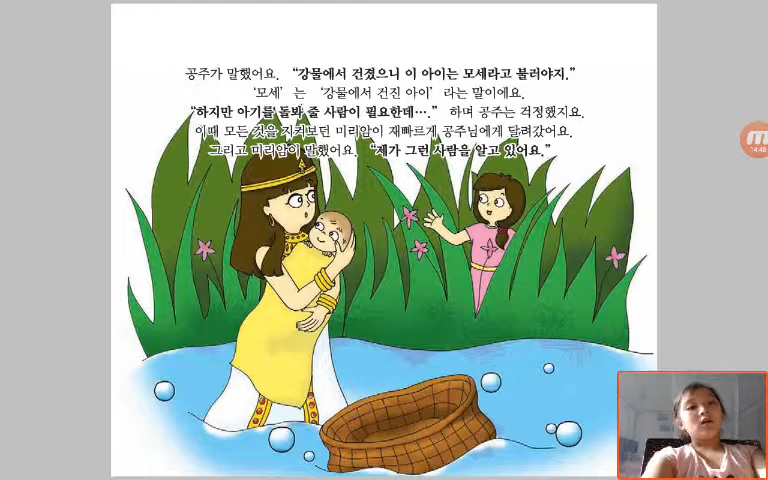 공주가 말했어요. “강물에서 건졌으니 이 아이는 모세라고 불러야지.”
‘모세’는 ‘강물에서 건진 아이’라는 말이에요.
“하지만 아기를 돌봐 줄 사람이 필요한데….” 하며 공주는 걱정했지요.
이때 모든 것을 지켜보던 미리암이 재빠르게 공주님에게 달려갔어요.
그리고 미리암이 말했어요. “제가 그런 사람을 알고 있어요.”
14:48